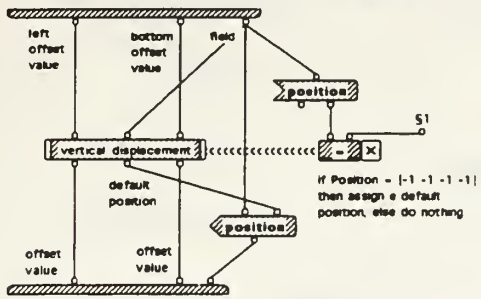 left
offset
value
bottom
offset
value
field
position
§1
vertical displacement
=
×
if Position = [-1 -1 -1 -1]
then assign a default
position, else do nothing
default
position
position
offset
value
offset
value